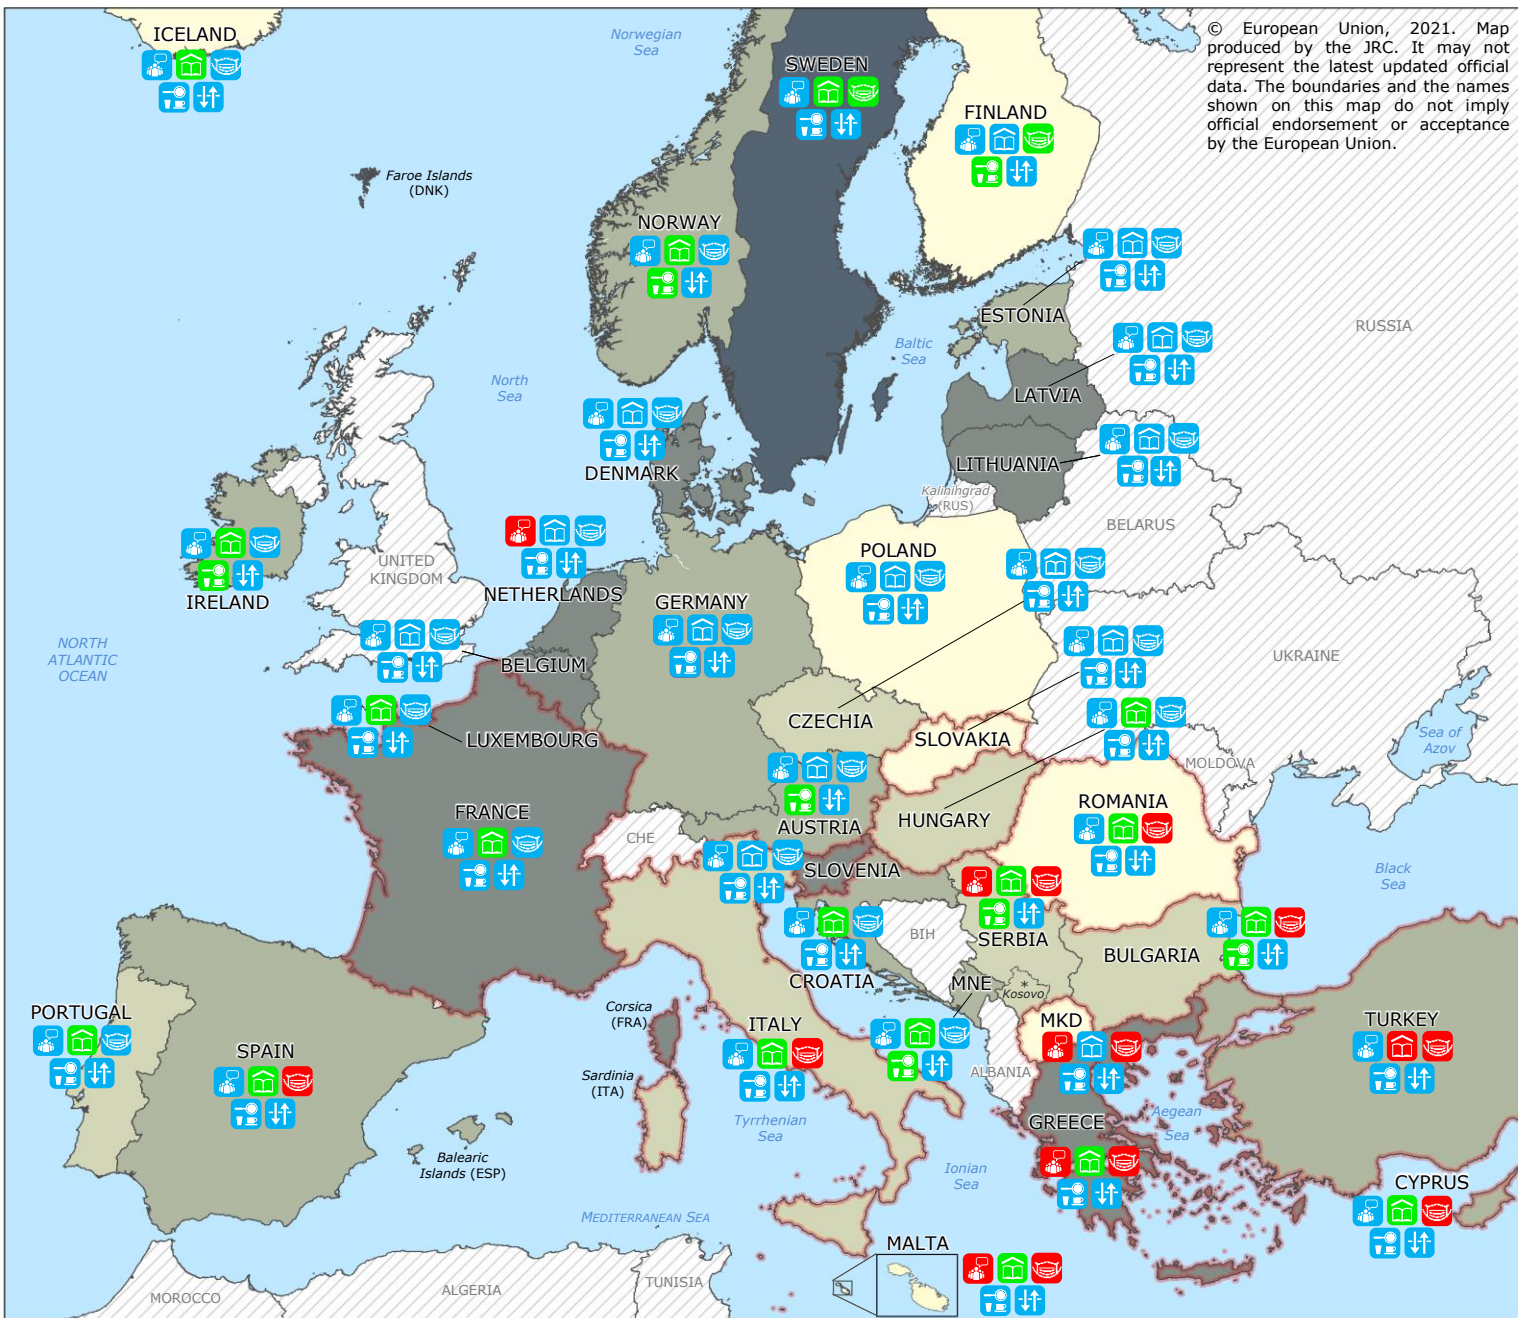 © European Union, 2021. Map
produced by the JRC. It may not
represent the latest updated official
data. The boundaries and the names
shown on this map do not imply
official endorsement or acceptance
by the European Union.
ICELAND
Norwegian
Sea
SWEDEN
FINLAND
Faroe Islands
(DNK)
NORWAY
ESTONIA
RUSSIA
Baltic
Sea
North
Sea
LATVIA
DENMARK
LITHUANIA
Kaliningrad
(RUS)
BELARUS
UNITED
KINGDOM
IRELAND
NETHERLANDS
POLAND
GERMANY
NORTH
ATLANTIC
OCEAN
BELGIUM
UKRAINE
LUXEMBOURG
CZECHIA
SLOVAKIA
Sea of
Azov
MOLDOVA
FRANCE
CHE
AUSTRIA
HUNGARY
ROMANIA
SLOVENIA
Black
Sea
BIH
SERBIA
CROATIA
BULGARIA
MNE
*
Kosovo
PORTUGAL
SPAIN
Corsica
(FRA)
ITALY
MKD
TURKEY
Sardinia
(ITA)
ALBANIA
Tyrrhenian
Sea
GREECE
Aegean
Sea
Balearic
Islands (ESP)
Ionian
Sea
CYPRUS
MEDITERRANEAN SEA
MALTA
MOROCCO
ALGERIA
TUNISIA